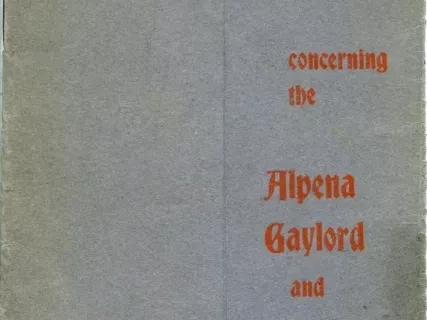 concerning
the
Alpena
Gaylord
and